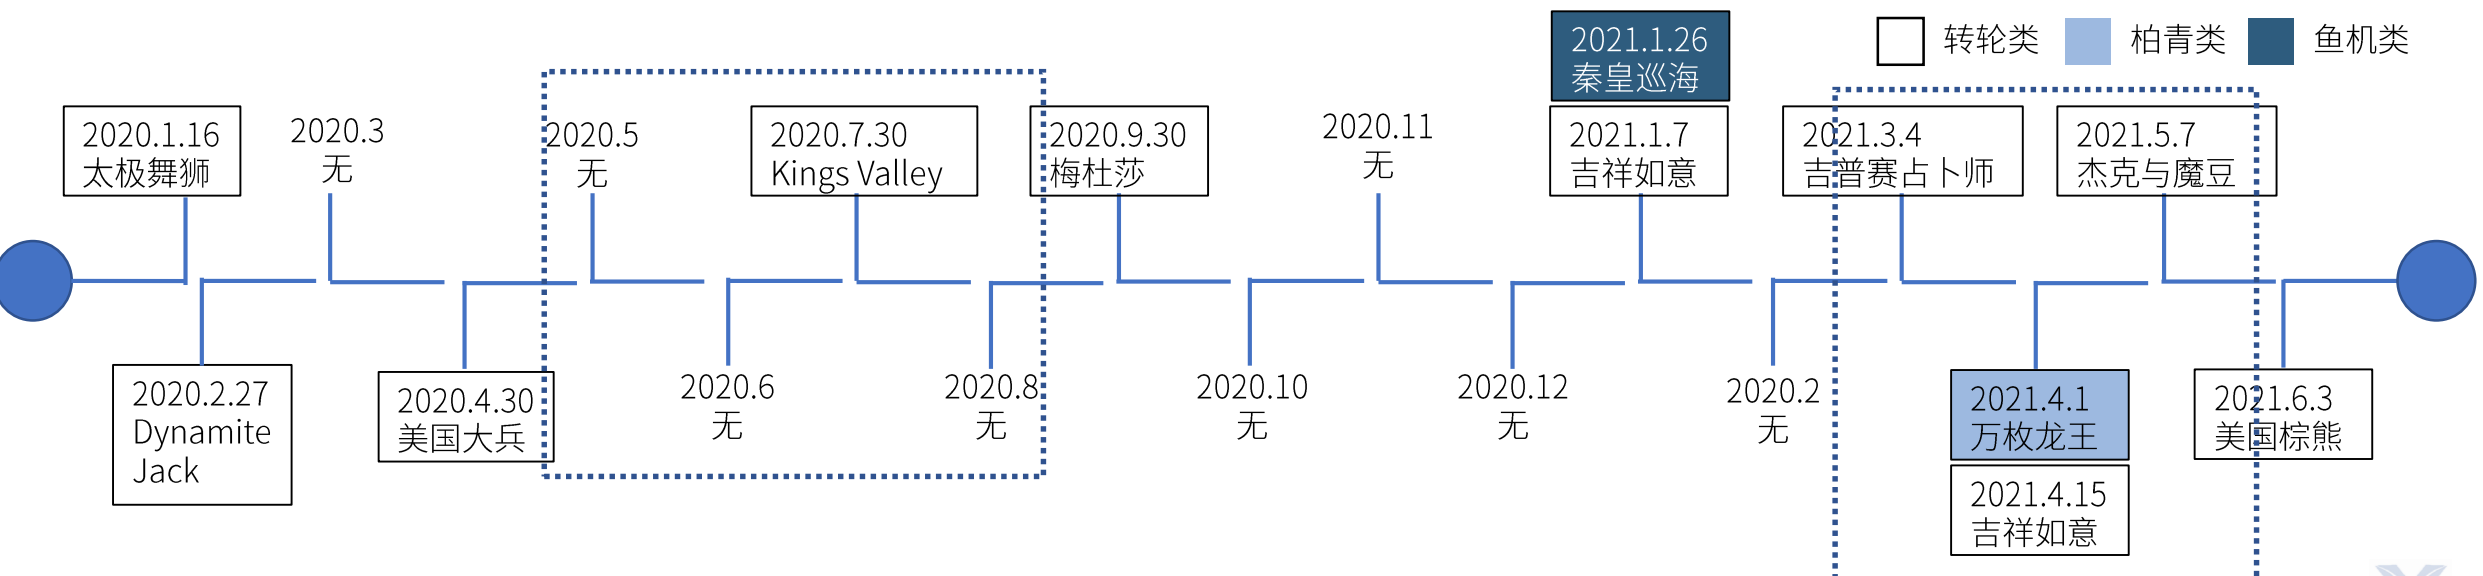 转轮类
柏青类
鱼机类
2020.1.16
太极舞狮
2020.2.27
Dynamite
Jack
2020.3
无
2020.4.30
美国大兵
2020.5
无
2020.6
无
2020.7.30
Kings Valley
2020.8
无
2020.9.30
梅杜莎
2020.10
无
2020.11
无
2020.12
无
2021.1.26
秦皇巡海
2021.1.7
吉祥如意
2020.2
无
2021.3.4
吉普赛占卜师
2021.4.1
万枚龙王
2021.4.15
吉祥如意
2021.5.7
杰克与魔豆
2021.6.3
美国棕熊